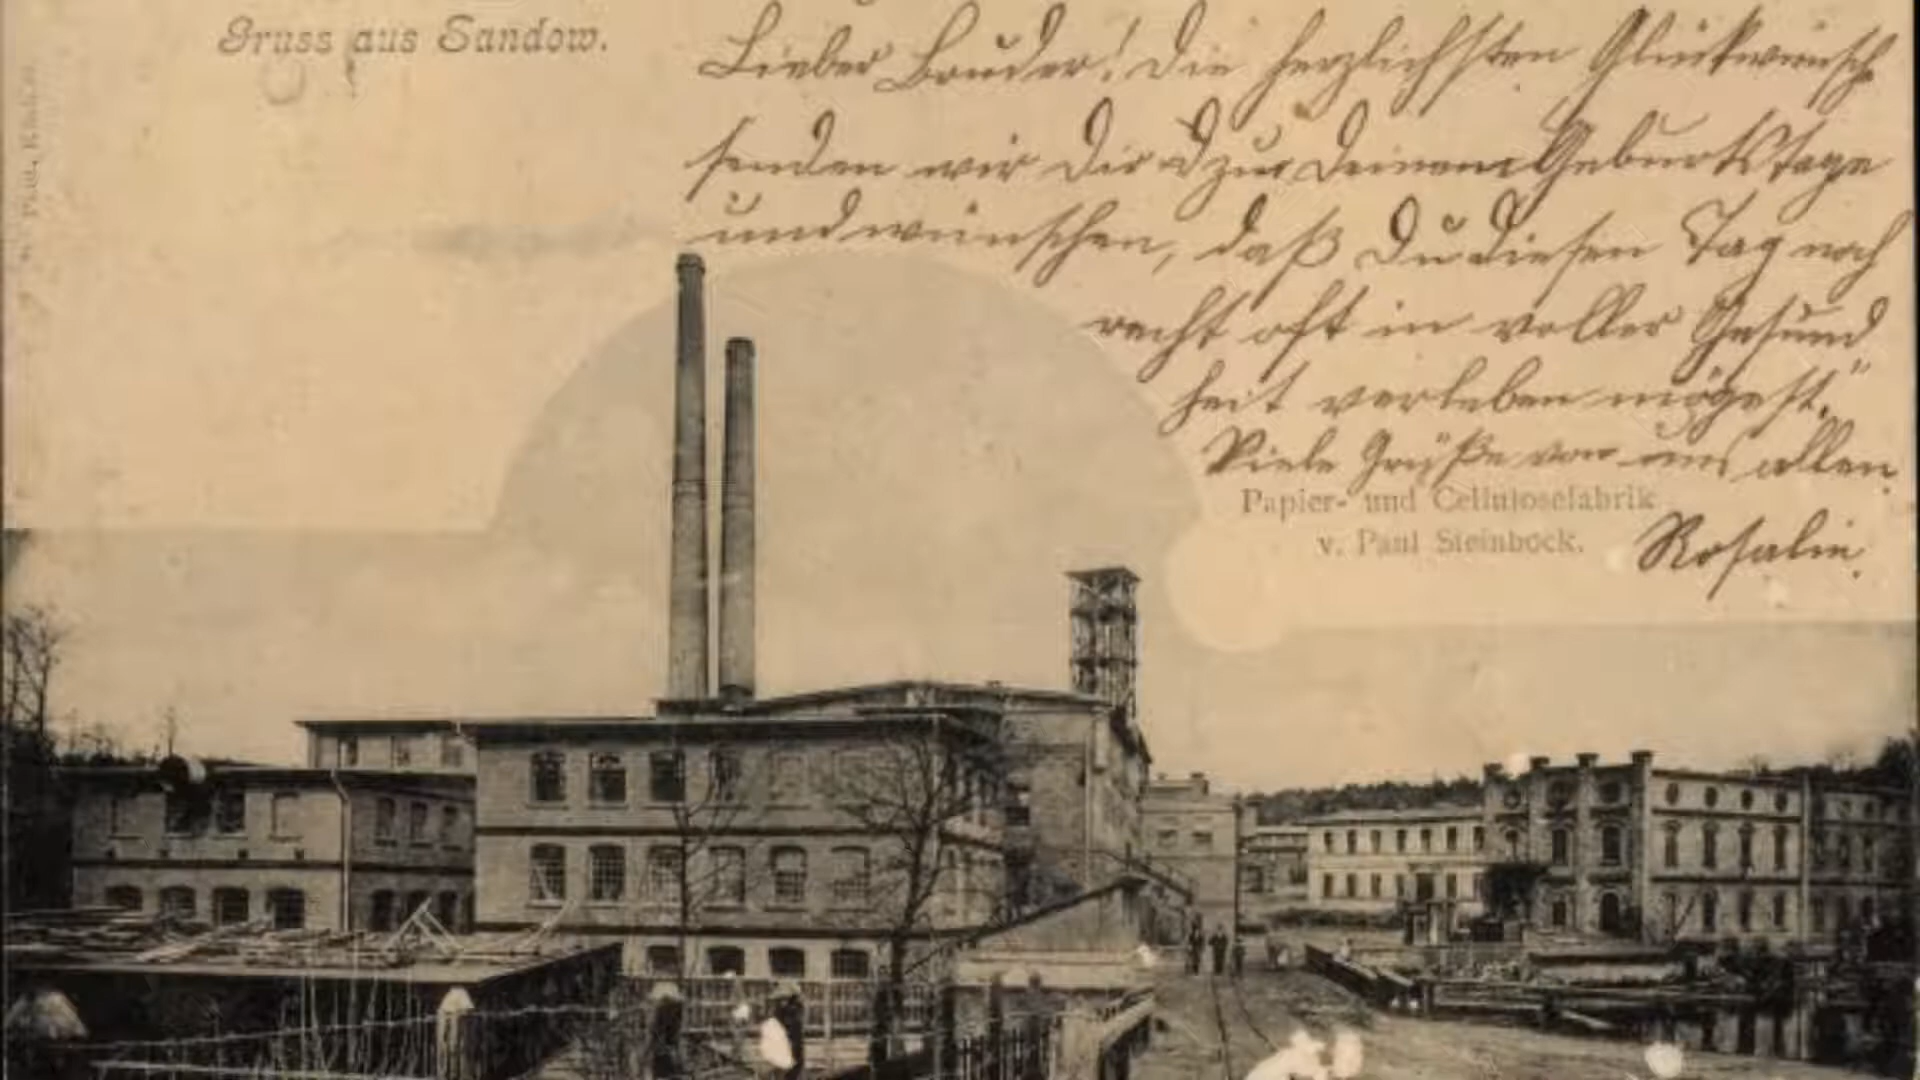 Gruss aus Sandow.
Lieber Bruder! Die herzlichsten Glückwünsche
senden wir Dir zu Deinem Geburtstage
und wünschen, daß Du diesen Tag noch
recht oft in voller Gesund
heit verleben mögest."
Viele Grüße von uns allen
Papier- und Cellulosefabrik
v. Paul Steinbock.
Rosalie.